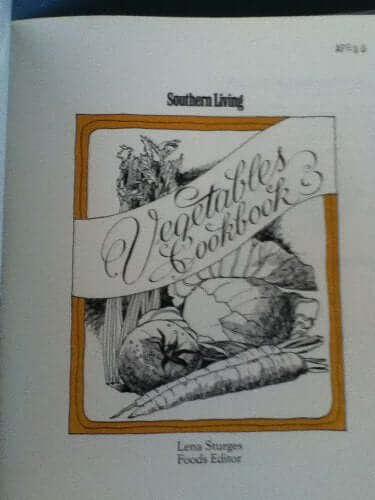 Southern Living
Vegetables
Cookbook
Lena Sturges
Foods Editor